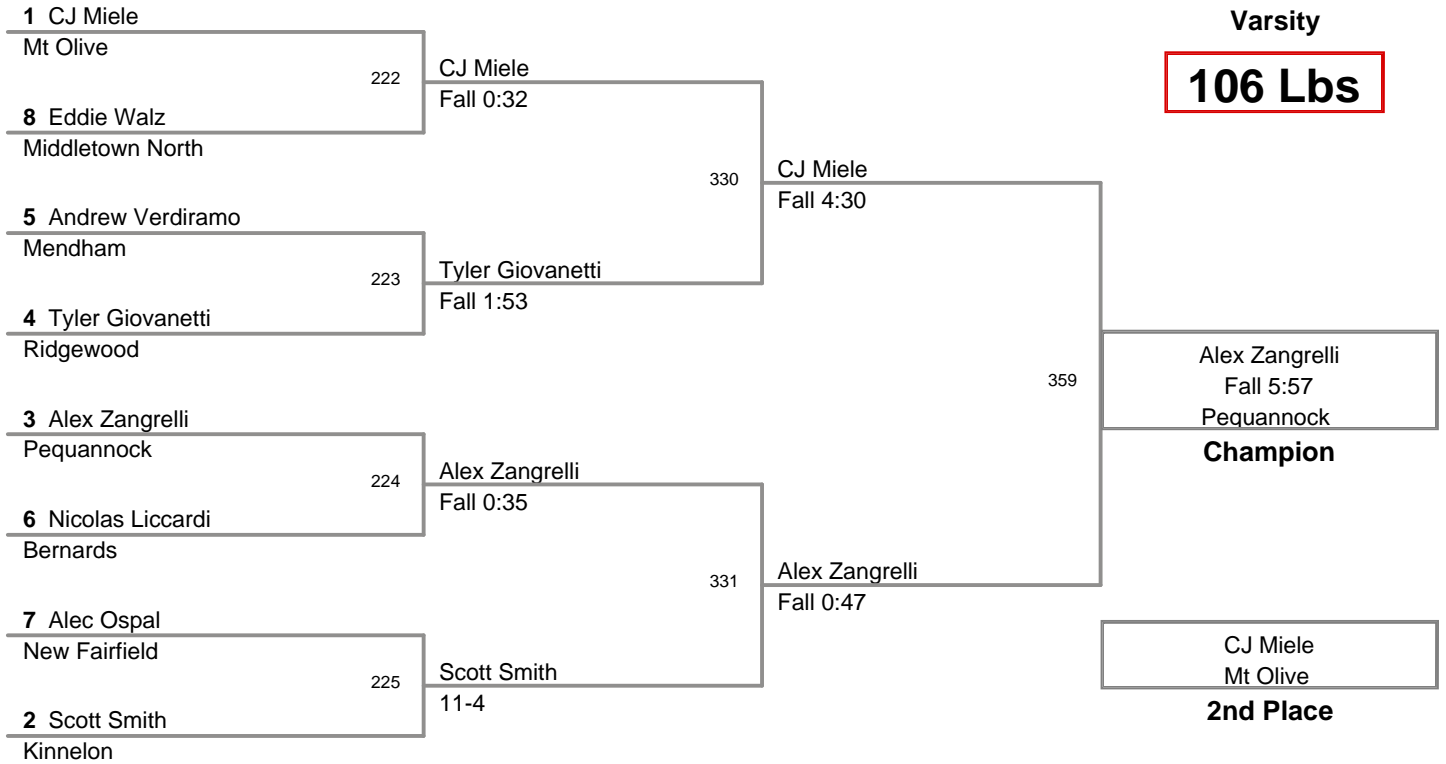 1 CJ Miele
Mt Olive
222
8 Eddie Walz
Middletown North
5 Andrew Verdiramo
Mendham
223
4 Tyler Giovanetti
Ridgewood
3 Alex Zangrelli
Pequannock
224
6 Nicolas Liccardi
Bernards
7 Alec Ospal
New Fairfield
225
2 Scott Smith
Kinnelon
CJ Miele
Fall 0:32
330
Tyler Giovanetti
Fall 1:53
Alex Zangrelli
Fall 0:35
331
Scott Smith
11-4
CJ Miele
Fall 4:30
359
Alex Zangrelli
Fall 0:47
Varsity
106 Lbs
Alex Zangrelli
Fall 5:57
Pequannock
Champion
CJ Miele
Mt Olive
2nd Place